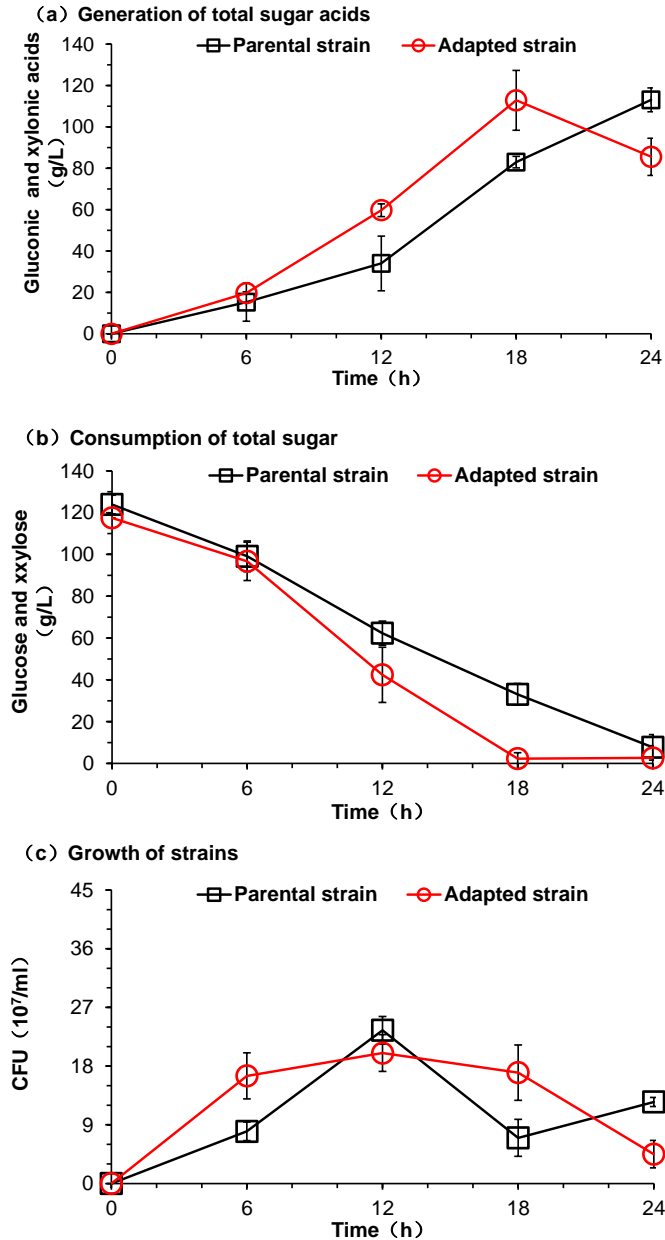 (a) Generation of total sugar acids
Parental strain Adapted strain
Gluconic and xylonic acids
（g/L）
140
120
100
80
60
40
20
0
0 6 12 18 24
Time（h）
（b）Consumption of total sugar
Parental strain Adapted strain
Glucose and xxylose
（g/L）
140
120
100
80
60
40
20
0
0 6 12 18 24
Time（h）
（c）Growth of strains
Parental strain Adapted strain
CFU（10⁷/ml）
45
36
27
18
9
0
0 6 12 18 24
Time（h）